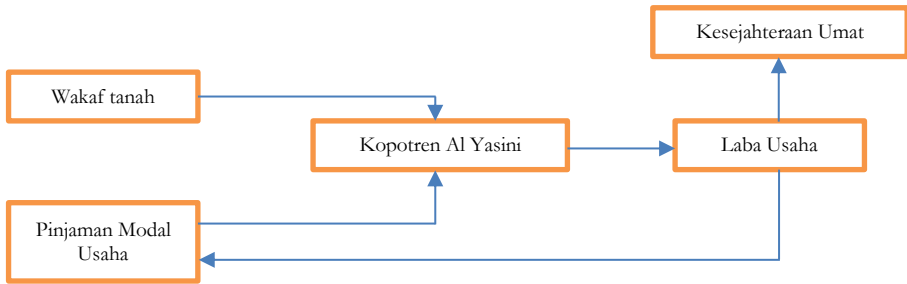 Kesejahteraan Umat
Wakaf tanah
Kopotren Al Yasini
Laba Usaha
Pinjaman Modal
Usaha